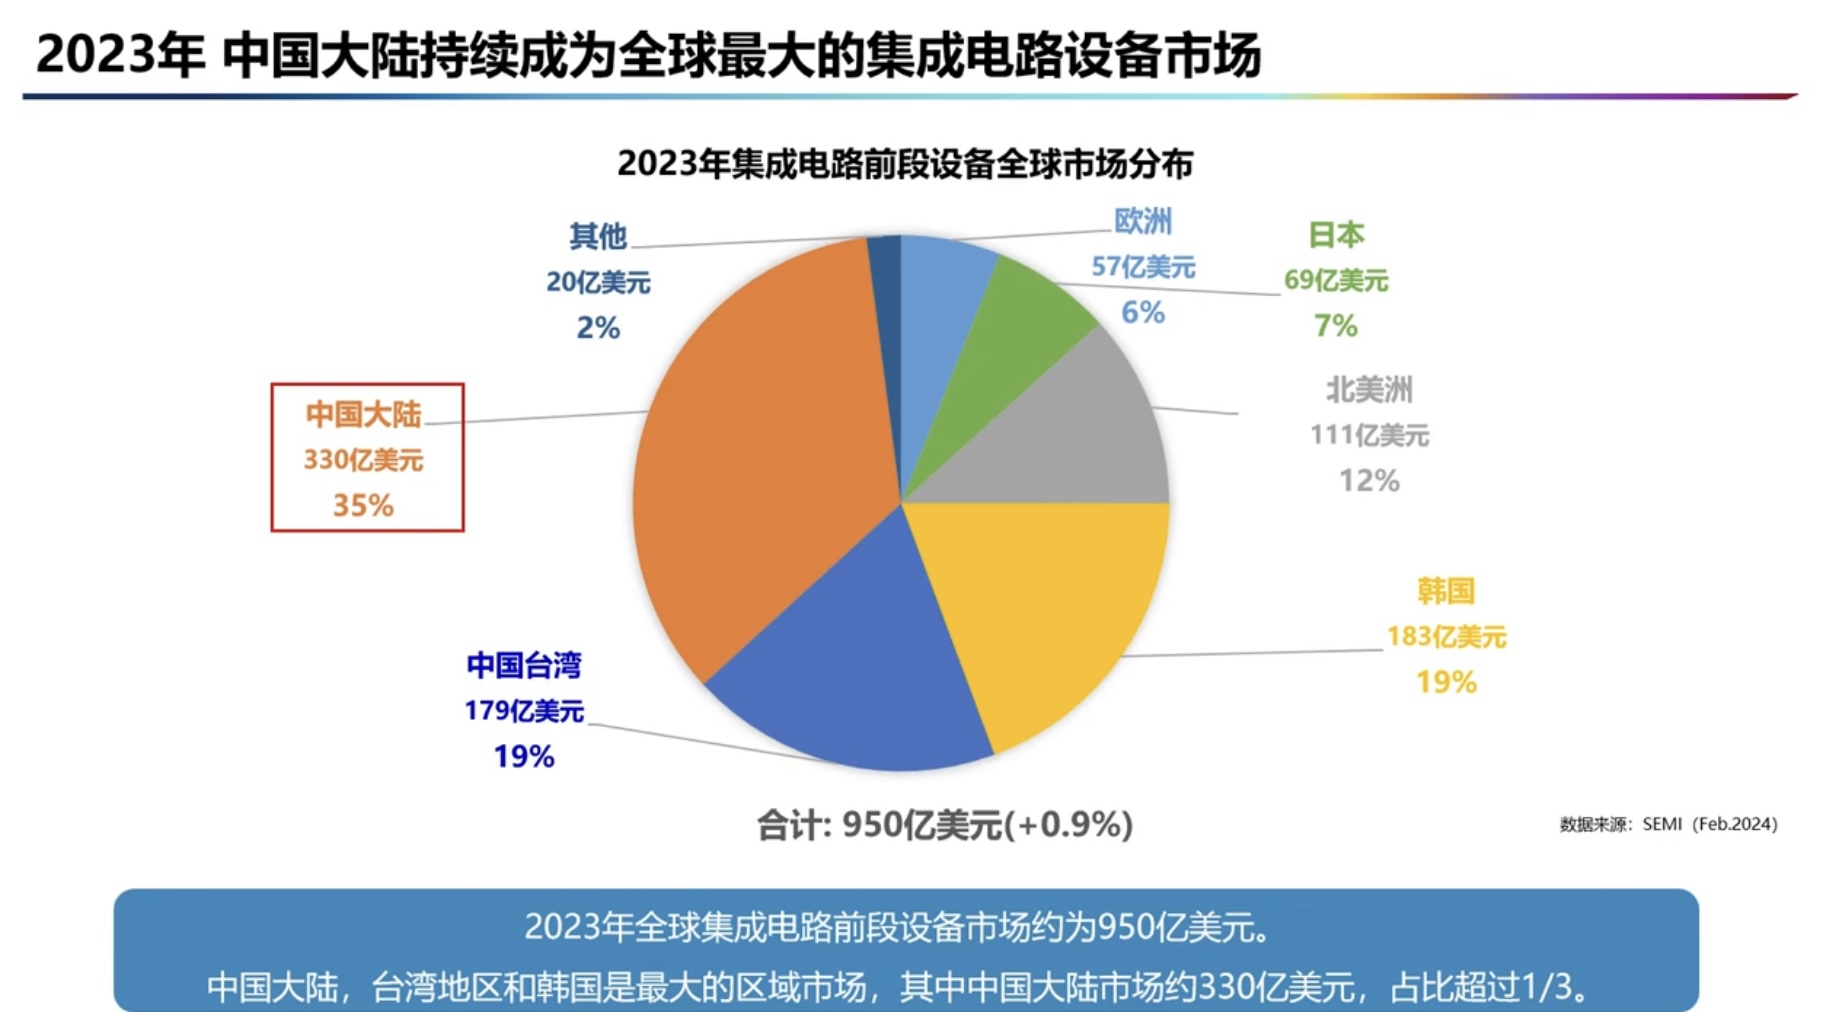 2023年 中国大陆持续成为全球最大的集成电路设备市场
2023年集成电路前段设备全球市场分布
其他
20亿美元
2%
欧洲
57亿美元
6%
日本
69亿美元
7%
中国大陆
330亿美元
35%
北美洲
111亿美元
12%
韩国
183亿美元
19%
中国台湾
179亿美元
19%
合计: 950亿美元(+0.9%)
数据来源：SEMI（Feb.2024）
2023年全球集成电路前段设备市场约为950亿美元。
中国大陆，台湾地区和韩国是最大的区域市场，其中中国大陆市场约330亿美元，占比超过1/3。